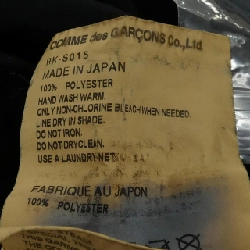 COMME des GARÇONS Co., Ltd
RK-S015
MADE IN JAPAN
100% POLYESTER
HAND WASH WARM.
ONLY NON-CHLORINE BLEACH WHEN NEEDED.
LINE DRY IN SHADE.
DO NOT IRON.
DO NOT DRY CLEAN.
USE A LAUNDRY NET
FABRIQUE AU JAPON
100% POLYESTER